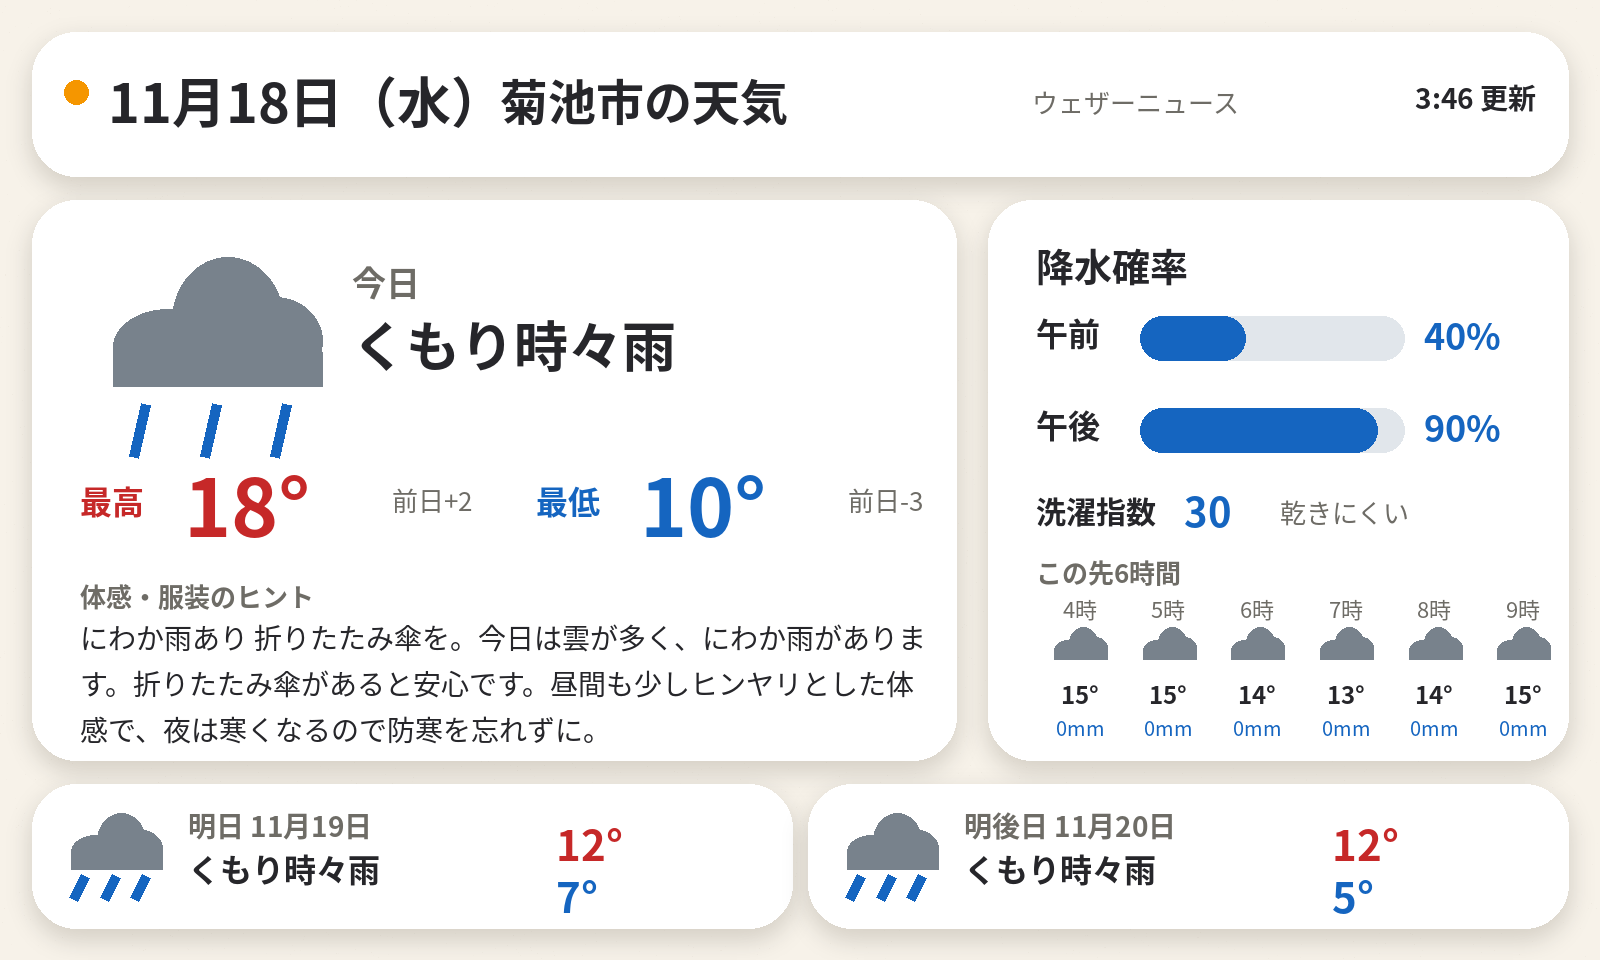 11月18日（水）菊池市の天気
ウェザーニュース
3:46 更新
今日
くもり時々雨
最高 18° 前日+2 最低 10° 前日-3
体感・服装のヒント
にわか雨あり 折りたたみ傘を。今日は雲が多く、にわか雨がありま
す。折りたたみ傘があると安心です。昼間も少しヒンヤリとした体
感で、夜は寒くなるので防寒を忘れずに。
降水確率
午前 40%
午後 90%
洗濯指数 30 乾きにくい
この先6時間
4時 5時 6時 7時 8時 9時
15° 15° 14° 13° 14° 15°
0mm 0mm 0mm 0mm 0mm 0mm
明日 11月19日
くもり時々雨
12°
7°
明後日 11月20日
くもり時々雨
12°
5°